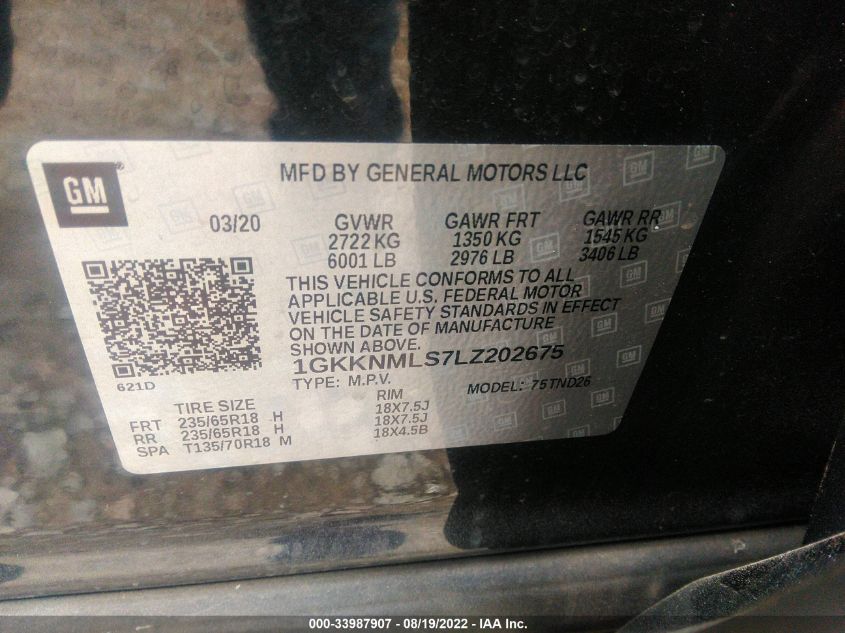 GM
MFD BY GENERAL MOTORS LLC
03/20 GVWR GAWR FRT GAWR RR
2722 KG 1350 KG 1545 KG
6001 LB 2976 LB 3406 LB
THIS VEHICLE CONFORMS TO ALL
APPLICABLE U.S. FEDERAL MOTOR
VEHICLE SAFETY STANDARDS IN EFFECT
ON THE DATE OF MANUFACTURE
SHOWN ABOVE.
1GKKNMLS7LZ202675
621D TYPE: M.P.V. MODEL: 75TND26
TIRE SIZE RIM
FRT 235/65R18 H 18X7.5J
RR 235/65R18 H 18X7.5J
SPA T135/70R18 M 18X4.5B
000-33987907 - 08/19/2022 - IAA Inc.